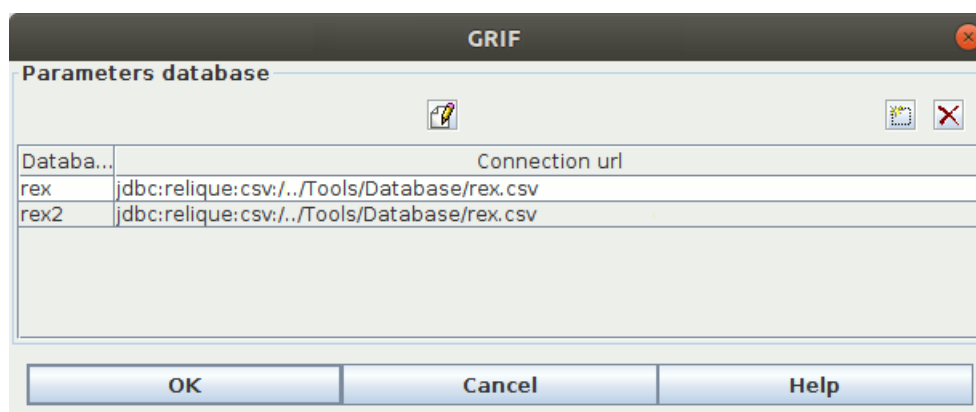 GRIF
Parameters database
Databa... Connection url
rex jdbc:relique:csv:/../Tools/Database/rex.csv
rex2 jdbc:relique:csv:/../Tools/Database/rex.csv
OK Cancel Help